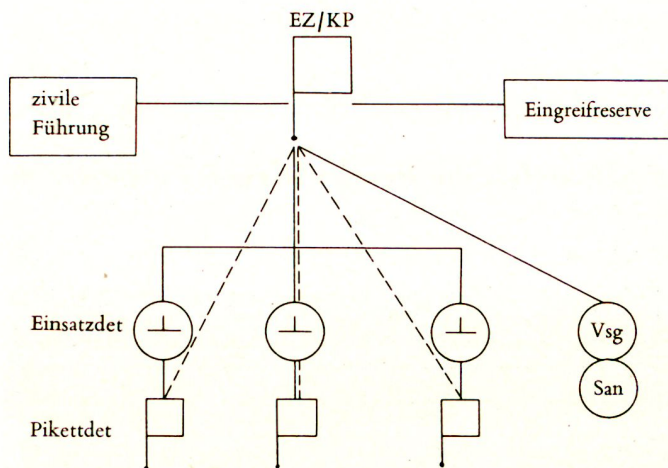 EZ/KP
zivile
Führung
Eingreifreserve
Einsatzdet
Vsg
San
Pikettdet